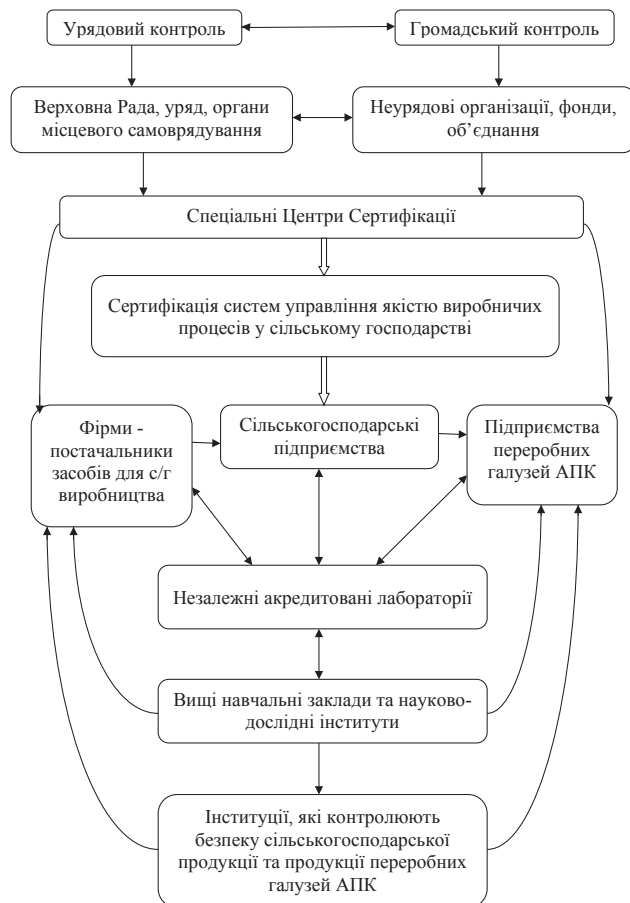 Урядовий контроль
Громадський контроль
Верховна Рада, уряд, органи
місцевого самоврядування
Неурядові організації, фонди,
об’єднання
Спеціальні Центри Сертифікації
Сертифікація систем управління якістю виробничих
процесів у сільському господарстві
Фірми -
постачальники
засобів для с/г
виробництва
Сільськогосподарські
підприємства
Підприємства
переробних
галузей АПК
Незалежні акредитовані лабораторії
Вищі навчальні заклади та науково-
дослідні інститути
Інституції, які контролюють
безпеку сільськогосподарської
продукції та продукції переробних
галузей АПК